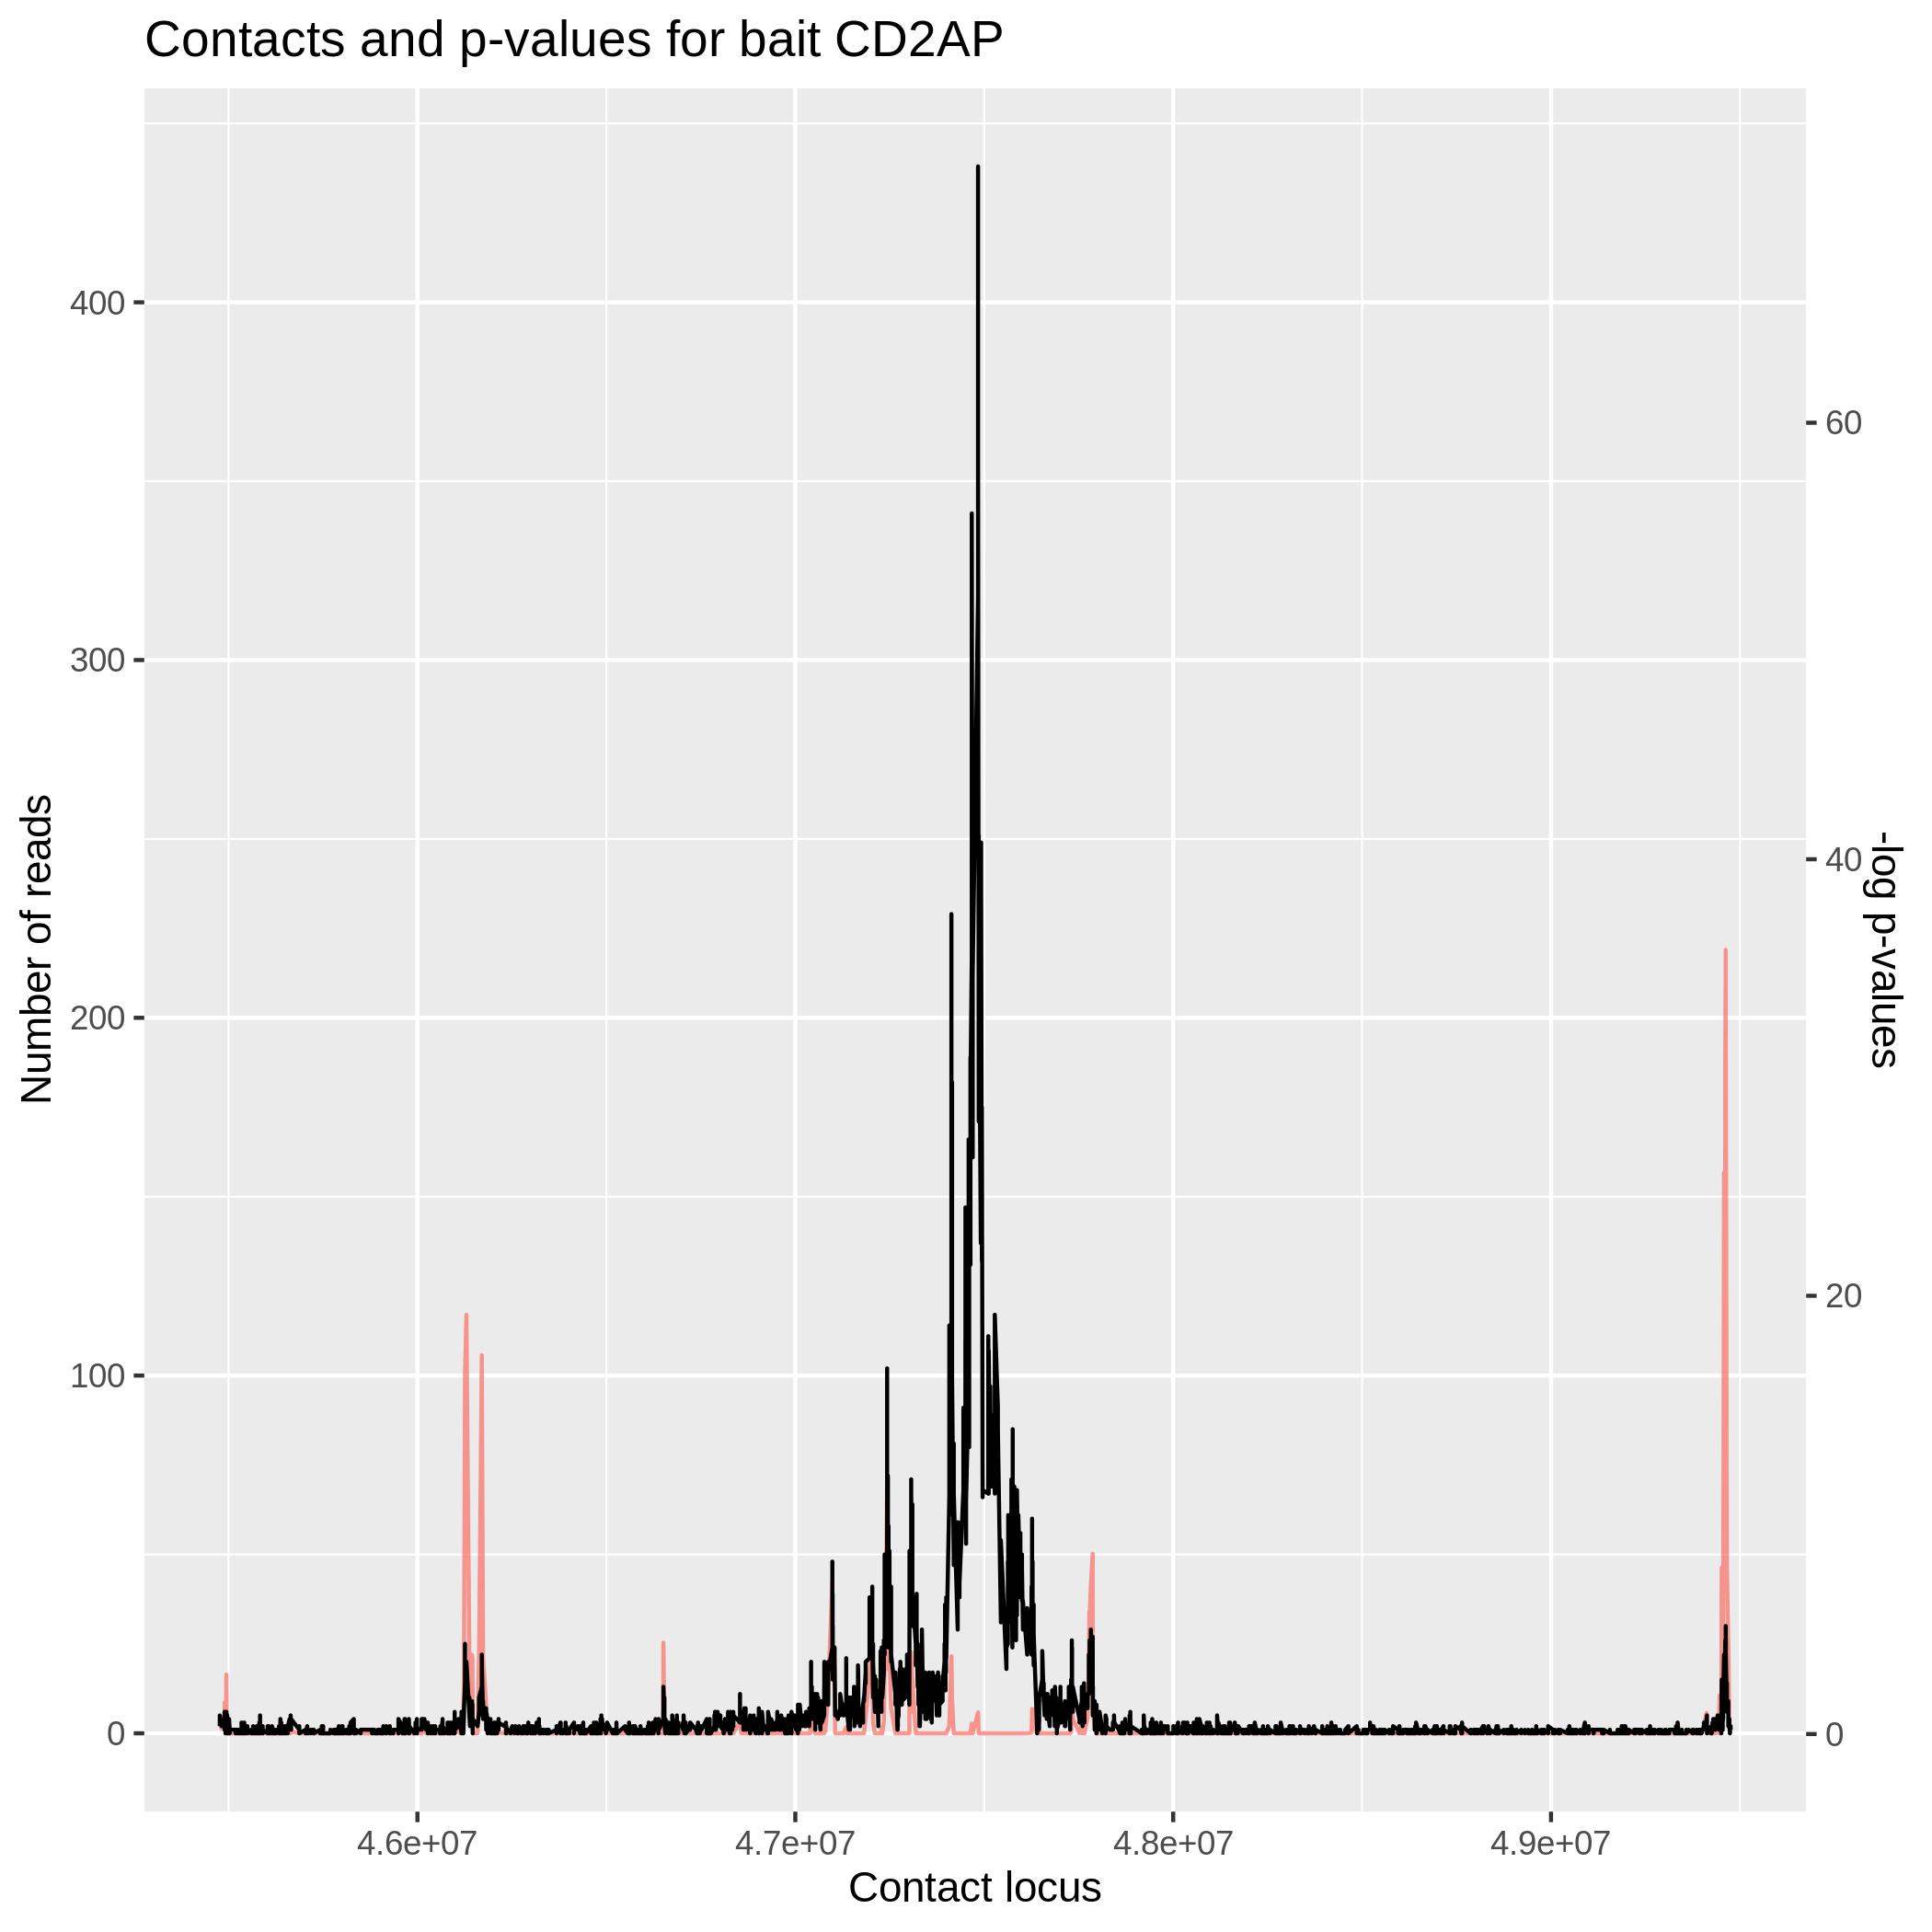 Contacts and p-values for bait CD2AP
Number of reads
400
300
200
100
0
60
40
20
0
-log p-values
4.6e+07
4.7e+07
4.8e+07
4.9e+07
Contact locus